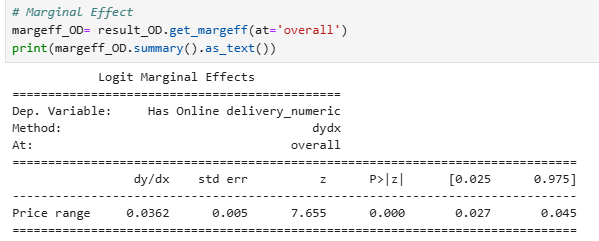 # Marginal Effect
margeff_OD= result_OD.get_margeff(at='overall')
print(margeff_OD.summary().as_text())
Logit Marginal Effects
=============================================
Dep. Variable: Has Online delivery_numeric
Method: dydx
At: overall
==============================================================================
dy/dx std err z P>|z| [0.025 0.975]
------------------------------------------------------------------------------
Price range 0.0362 0.005 7.655 0.000 0.027 0.045
==============================================================================